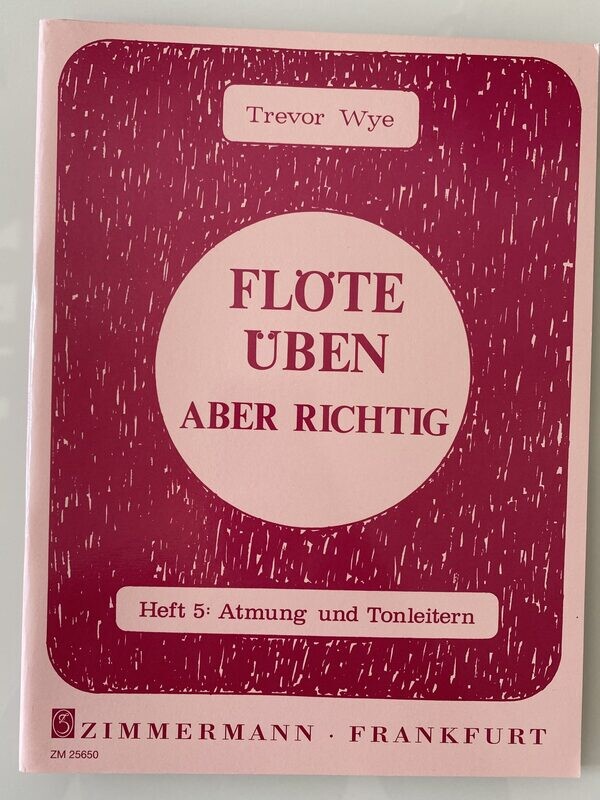 Trevor Wye
FLÖTE
ÜBEN
ABER RICHTIG
Heft 5: Atmung und Tonleitern
ZIMMERMANN · FRANKFURT
ZM 25650